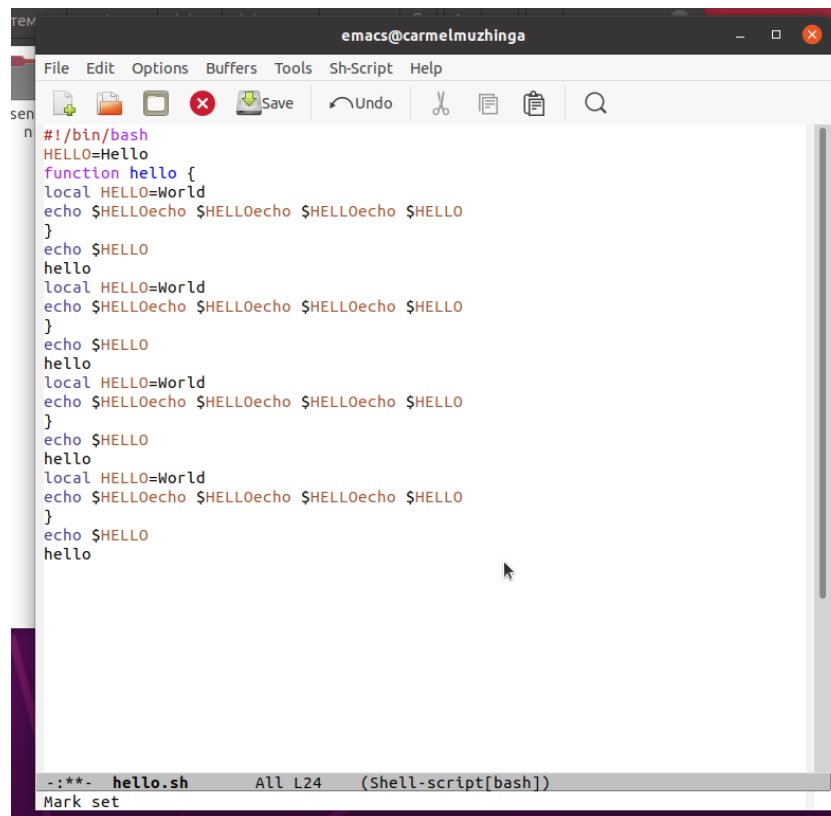 тем
emacs@carmelmuzhinga
File Edit Options Buffers Tools Sh-Script Help
Save Undo
sen
n
#!/bin/bash
HELLO=Hello
function hello {
local HELLO=World
echo $HELLOecho $HELLOecho $HELLOecho $HELLO
}
echo $HELLO
hello
local HELLO=World
echo $HELLOecho $HELLOecho $HELLOecho $HELLO
}
echo $HELLO
hello
local HELLO=World
echo $HELLOecho $HELLOecho $HELLOecho $HELLO
}
echo $HELLO
hello
local HELLO=World
echo $HELLOecho $HELLOecho $HELLOecho $HELLO
}
echo $HELLO
hello
-:**- hello.sh All L24 (Shell-script[bash])
Mark set